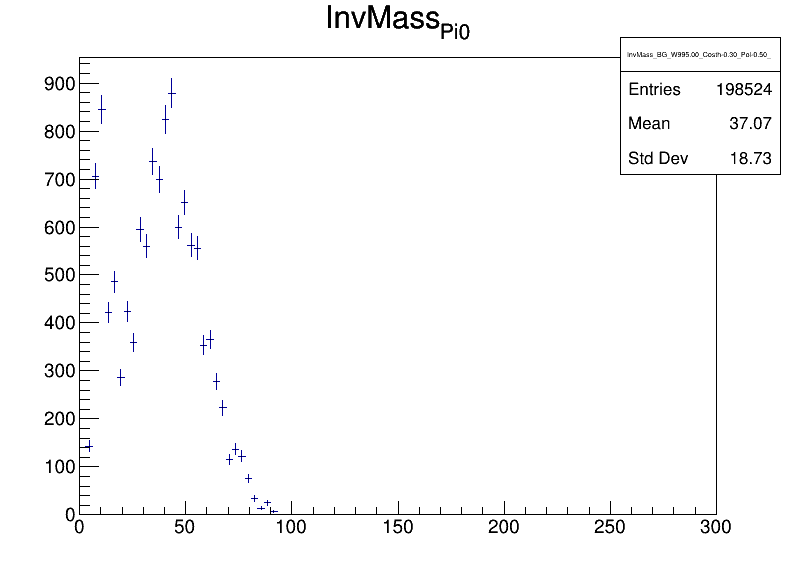 InvMass_Pi0
InvMass_BG_W995.00_Costh-0.30_Pol-0.50_
Entries 198524
Mean 37.07
Std Dev 18.73
900
800
700
600
500
400
300
200
100
0
0 50 100 150 200 250 300